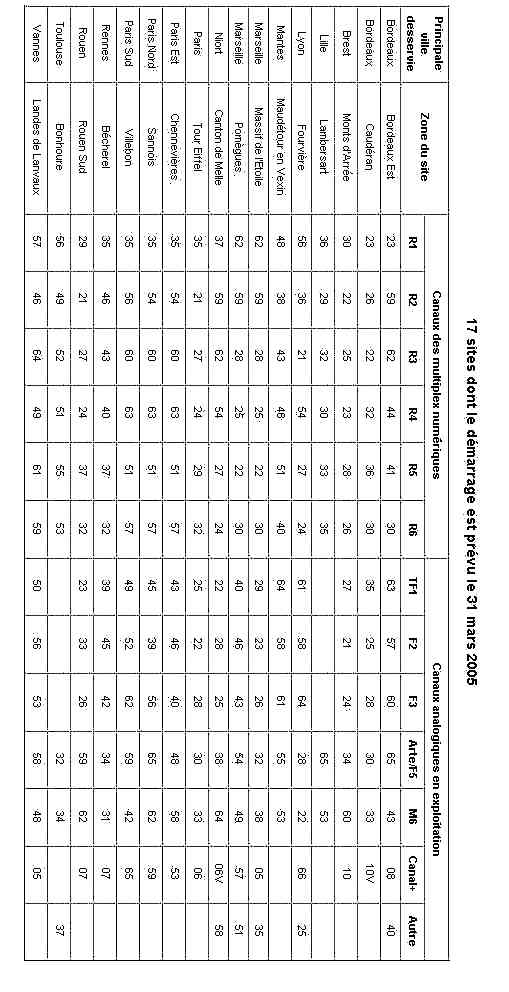 17 sites dont le démarrage est prévu le 31 mars 2005
Principale ville desservie Zone du site Canaux des multiplex numériques Canaux analogiques en exploitation
R1 R2 R3 R4 R5 R6 TF1 F2 F3 Arte/F5 M6 Canal+ Autre
Bordeaux Bordeaux Est 23 59 62 44 41 30 63 57 60 65 43 08 40
Bordeaux Caudéran 23 26 22 32 36 30 35 25 28 30 33 10V
Brest Monts d'Arrée 30 22 25 23 28 26 27 21 24 34 60 10
Lille Lambersart 36 29 32 30 33 35 65 53
Lyon Fourvière 56 36 21 54 27 24 61 58 64 28 22 66 25
Mantes Maudétour en Vexin 48 38 43 46 51 40 64 58 61 55 53
Marseille Massif de l'Etoile 62 59 28 25 22 30 29 23 26 32 38 05 35
Marseille Pomègues 62 59 28 25 22 30 40 46 43 54 49 57 51
Niort Canton de Melle 37 59 62 54 27 24 22 28 25 38 64 06V 58
Paris Tour Eiffel 35 21 27 24 29 32 25 22 28 30 33 06
Paris Est Chennevières 35 54 60 63 51 57 43 46 40 48 58 53
Paris Nord Sannois 35 54 60 63 51 57 45 39 56 65 62 59
Paris Sud Villebon 35 56 60 63 51 57 49 52 62 59 42 65
Rennes Bécherel 35 46 43 40 37 32 39 45 42 34 31 07
Rouen Rouen Sud 29 21 27 24 37 32 23 33 26 59 62 07
Toulouse Bonhoure 56 49 52 51 55 53 32 34 37
Vannes Landes de Lanvaux 57 46 64 49 61 59 50 56 53 58 48 05